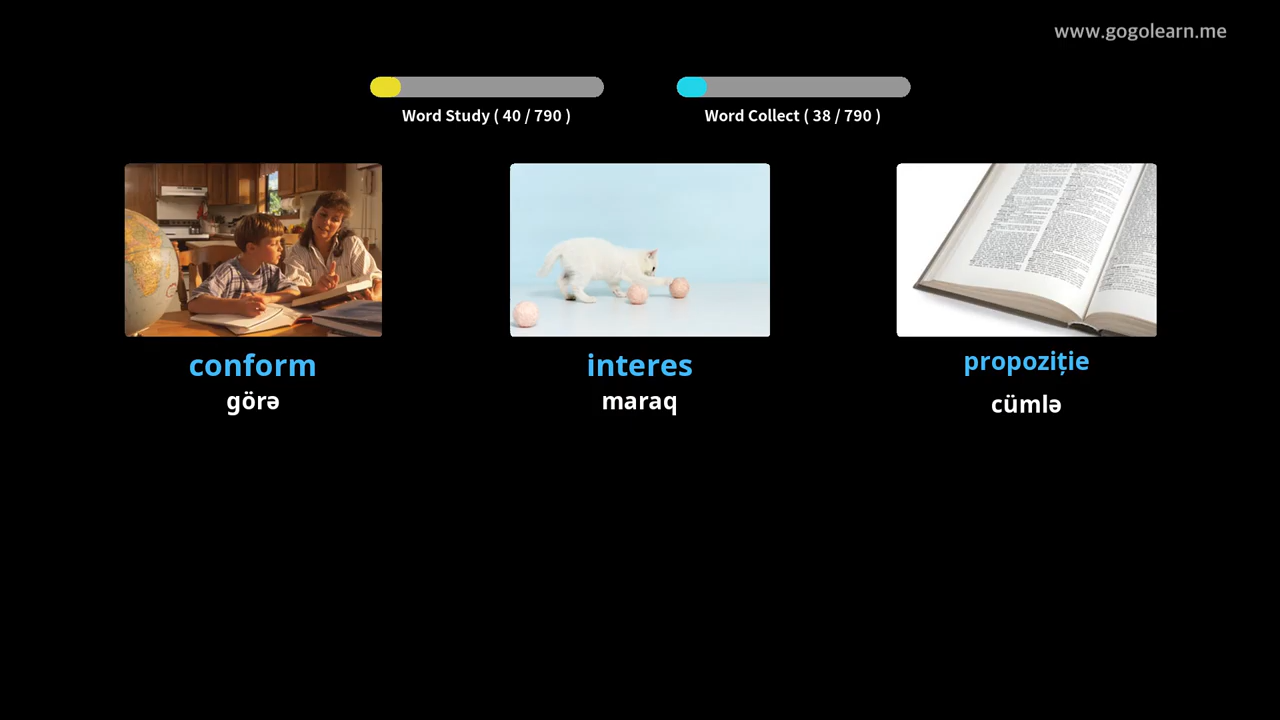 www.gogolearn.me
Word Study ( 40 / 790 )
Word Collect ( 38 / 790 )
conform
interes
propoziție
görə
maraq
cümlə